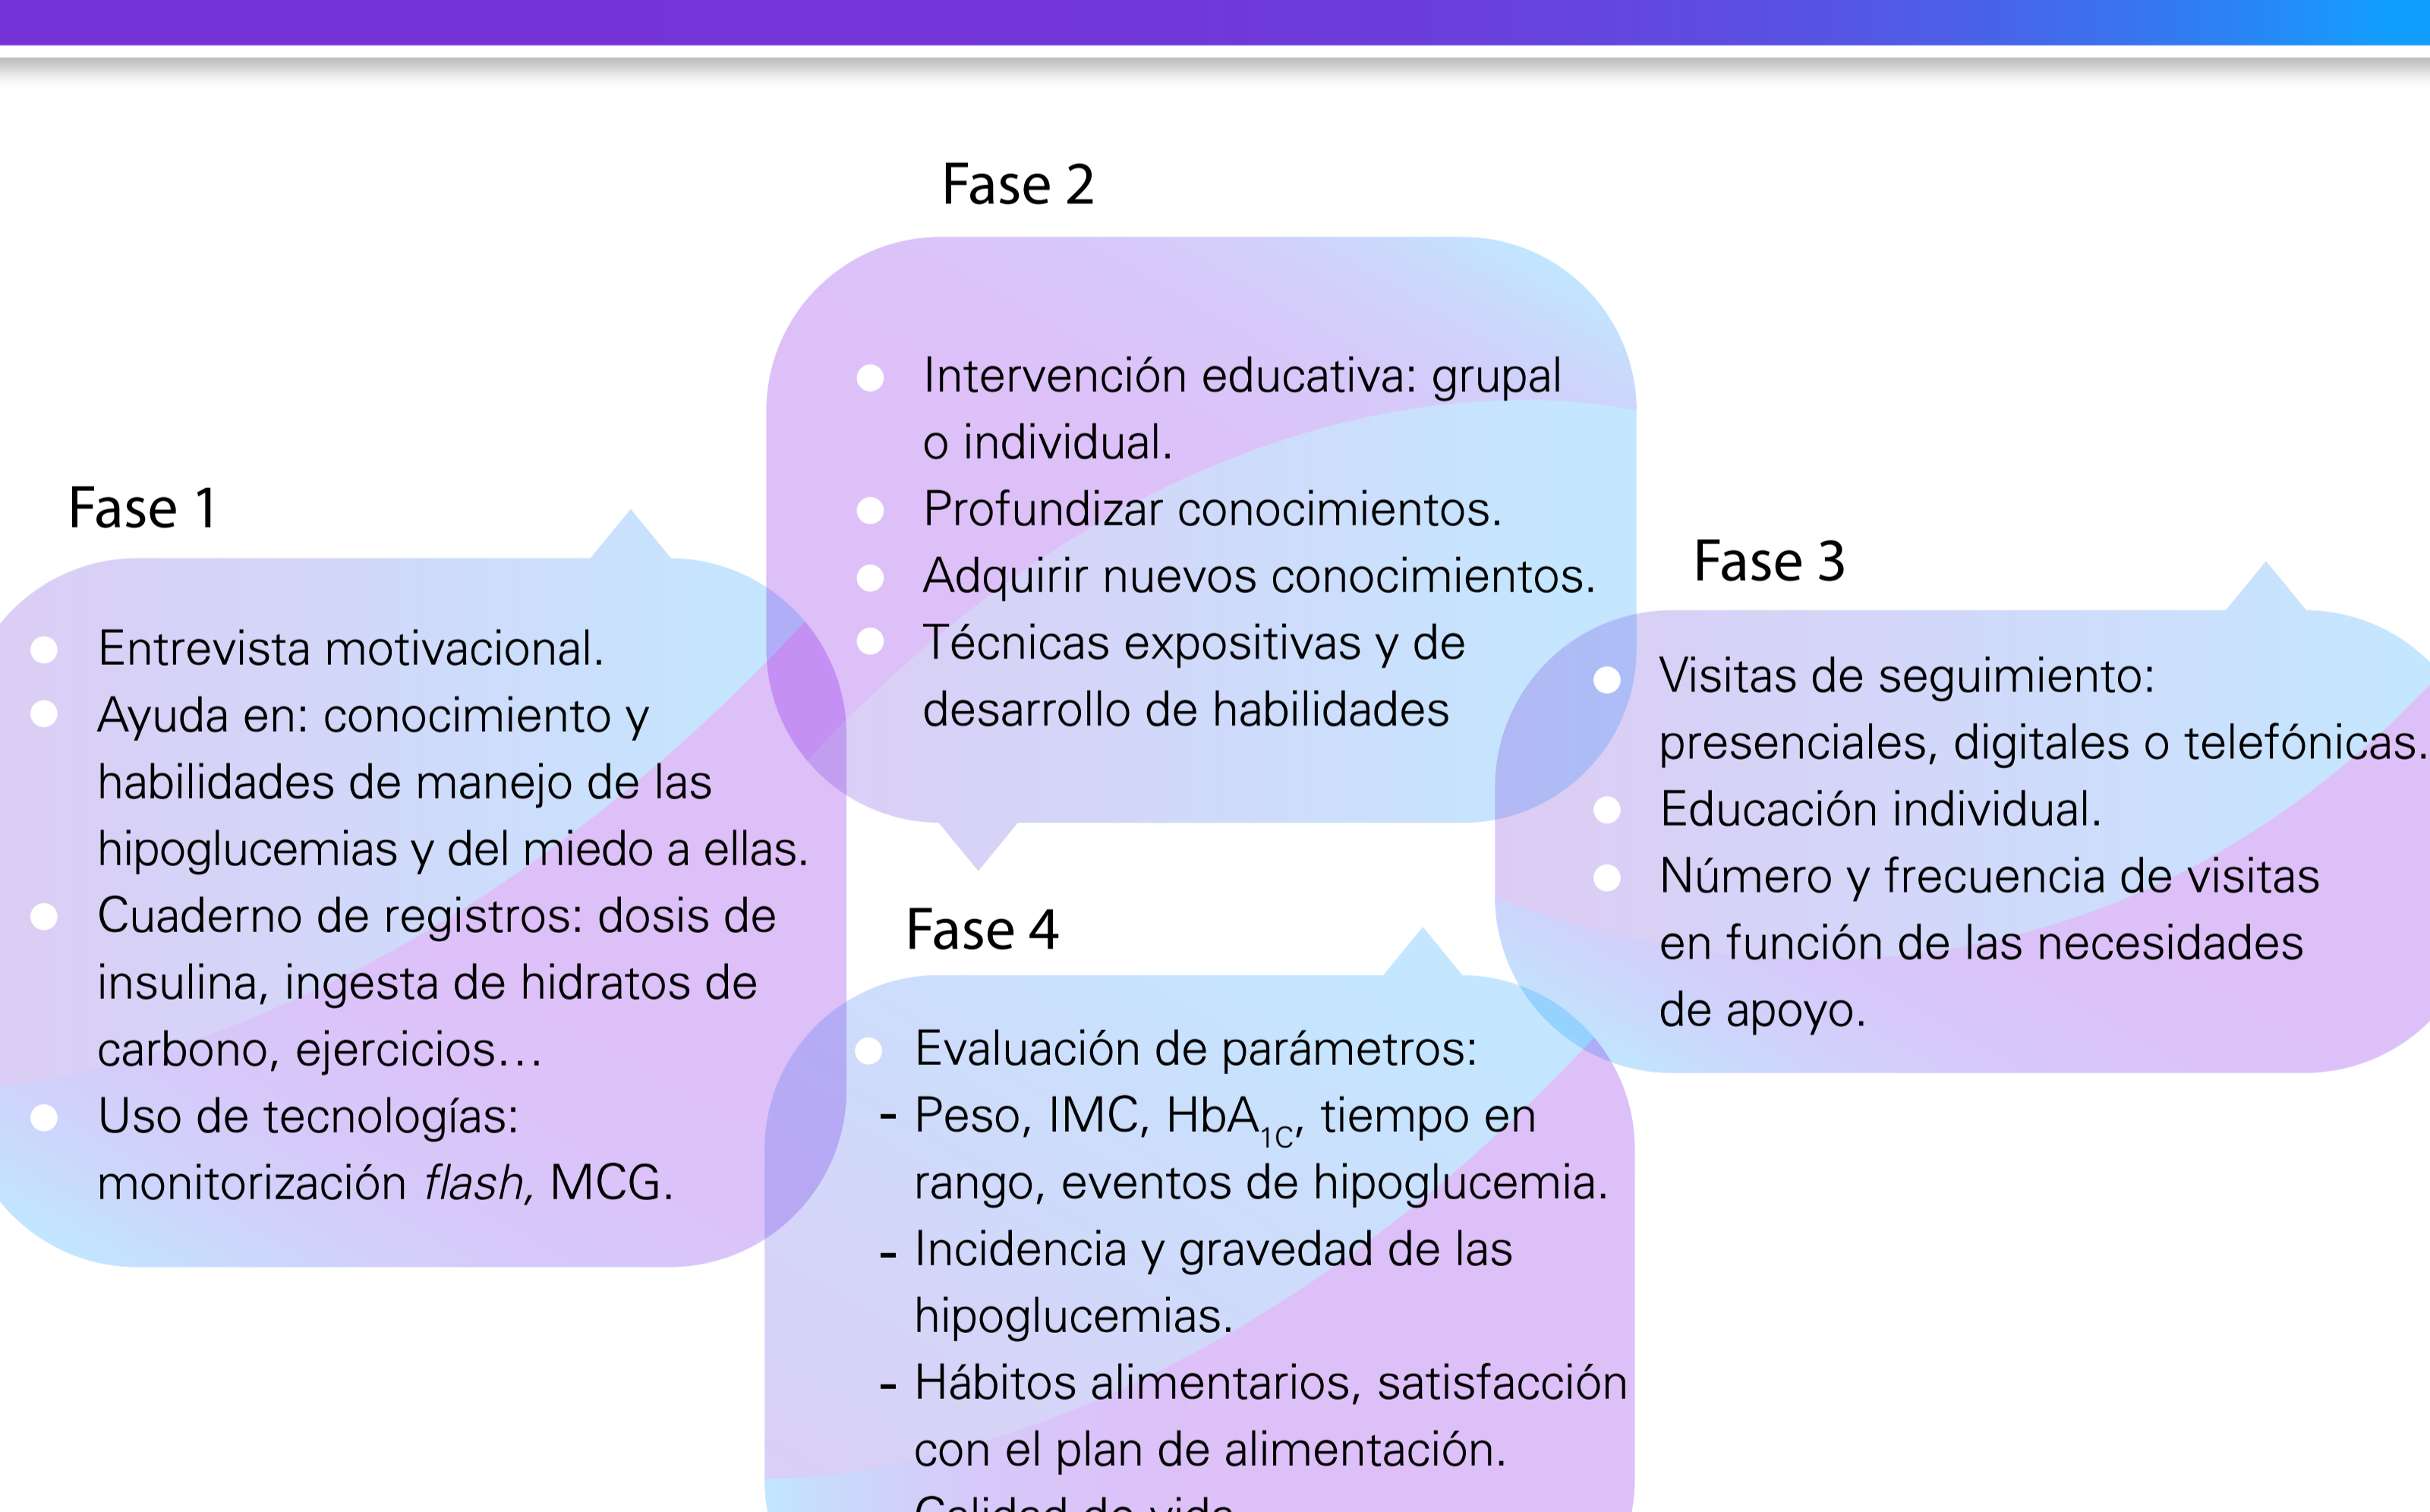 Fase 1
● Entrevista motivacional.
● Ayuda en: conocimiento y
habilidades de manejo de las
hipoglucemias y del miedo a ellas.
● Cuaderno de registros: dosis de
insulina, ingesta de hidratos de
carbono, ejercicios...
● Uso de tecnologías:
monitorización flash, MCG.
Fase 2
● Intervención educativa: grupal
o individual.
● Profundizar conocimientos.
● Adquirir nuevos conocimientos.
● Técnicas expositivas y de
desarrollo de habilidades
Fase 3
● Visitas de seguimiento:
presenciales, digitales o telefónicas.
● Educación individual.
● Número y frecuencia de visitas
en función de las necesidades
de apoyo.
Fase 4
● Evaluación de parámetros:
- Peso, IMC, HbA1C, tiempo en
rango, eventos de hipoglucemia.
- Incidencia y gravedad de las
hipoglucemias.
- Hábitos alimentarios, satisfacción
con el plan de alimentación.
Calidad de vida